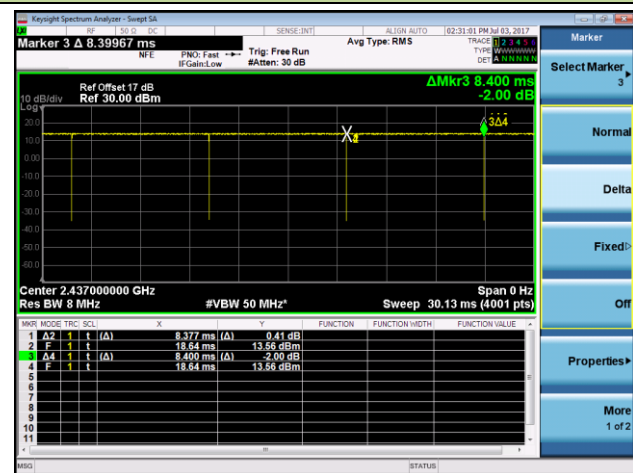 Keysight Spectrum Analyzer - Swept SA
RF 50 Ω DC SENSE:INT ALIGN AUTO 02:31:01 PM Jul 03, 2017
Marker 3 Δ 8.39967 ms
NFE PNO: Fast IFGain:Low Trig: Free Run #Atten: 30 dB Avg Type: RMS
TRACE 1 2 3 4 5 6
TYPE WWWWWW
DET A NNNNN
Ref Offset 17 dB
10 dB/div Ref 30.00 dBm
ΔMkr3 8.400 ms
-2.00 dB
Log
20.0
10.0
0.00
-10.0
-20.0
-30.0
-40.0
-50.0
-60.0
3Δ4
Center 2.437000000 GHz Span 0 Hz
Res BW 8 MHz #VBW 50 MHz* Sweep 30.13 ms (4001 pts)
MKR MODE TRC SCL X Y FUNCTION FUNCTION WIDTH FUNCTION VALUE
1 Δ2 1 t (Δ) 8.377 ms (Δ) 0.41 dB
2 F 1 t 18.64 ms 13.56 dBm
3 Δ4 1 t (Δ) 8.400 ms (Δ) -2.00 dB
4 F 1 t 18.64 ms 13.56 dBm
5
6
7
8
9
10
11
MSG STATUS
Marker
Select Marker
3
Normal
Delta
Fixed
Off
Properties
More
1 of 2